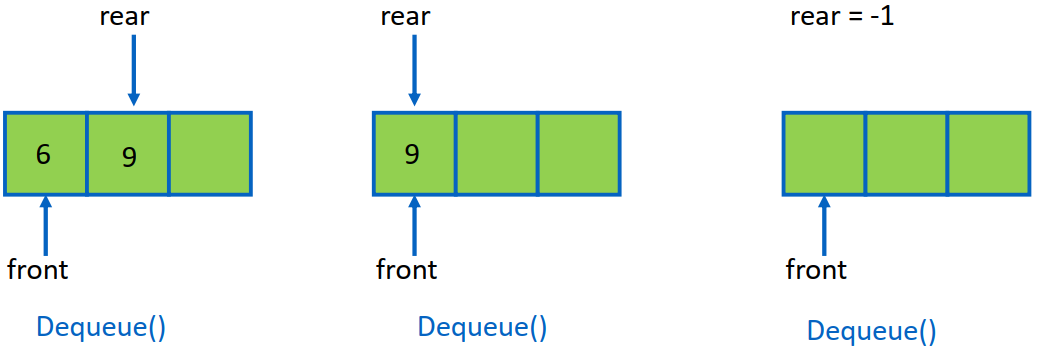 rear
rear
rear = -1
6 9
9
front
front
front
Dequeue()
Dequeue()
Dequeue()